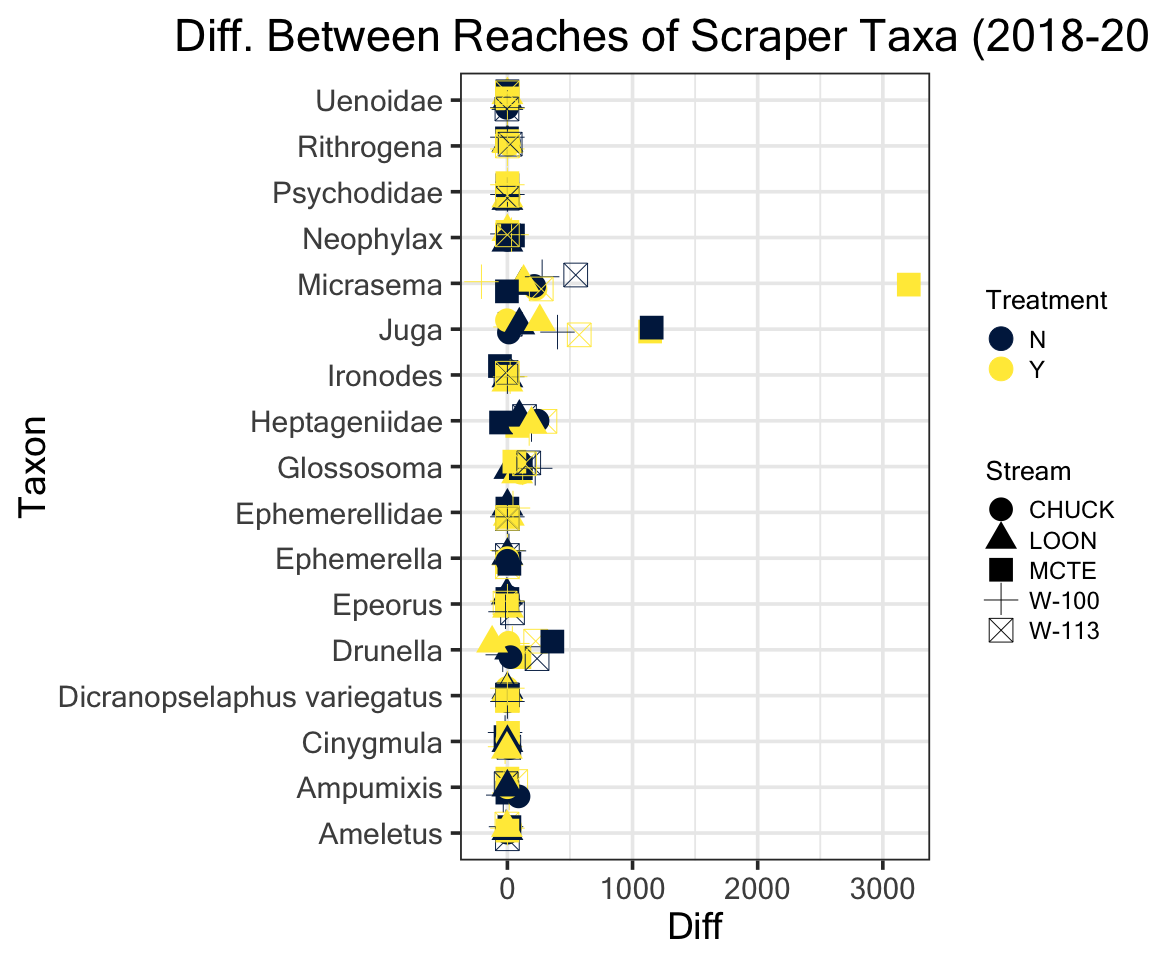 Diff. Between Reaches of Scraper Taxa (2018-20
Uenoidae
Rithrogena
Psychodidae
Neophylax
Micrasema
Juga
Ironodes
Heptageniidae
Glossosoma
Ephemerellidae
Ephemerella
Epeorus
Drunella
Dicranopselaphus variegatus
Cinygmula
Ampumixis
Ameletus
Taxon
0 1000 2000 3000
Diff
Treatment
N
Y
Stream
CHUCK
LOON
MCTE
W-100
W-113